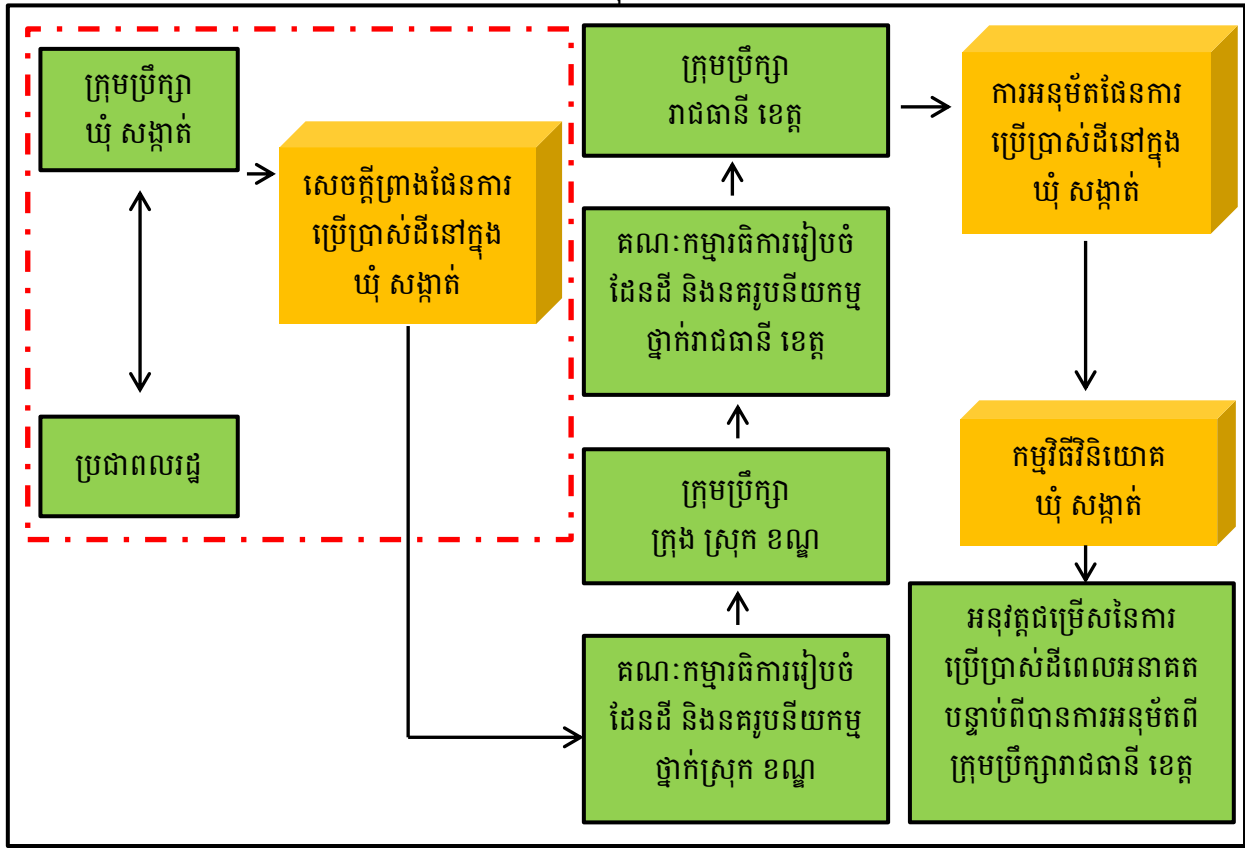 ក្រុមប្រឹក្សា
ឃុំ សង្កាត់
ប្រជាពលរដ្ឋ
សេចក្តីព្រាងផែនការ
ប្រើប្រាស់ដីនៅក្នុង
ឃុំ សង្កាត់
ក្រុមប្រឹក្សា
រាជធានី ខេត្ត
គណៈកម្មារធិការរៀបចំ
ដែនដី និងនគរូបនីយកម្ម
ថ្នាក់រាជធានី ខេត្ត
ក្រុមប្រឹក្សា
ក្រុង ស្រុក ខណ្ឌ
គណៈកម្មារធិការរៀបចំ
ដែនដី និងនគរូបនីយកម្ម
ថ្នាក់ស្រុក ខណ្ឌ
ការអនុម័តផែនការ
ប្រើប្រាស់ដីនៅក្នុង
ឃុំ សង្កាត់
កម្មវិធីវិនិយោគ
ឃុំ សង្កាត់
អនុវត្តជម្រើសនៃការ
ប្រើប្រាស់ដីពេលអនាគត
បន្ទាប់ពីបានការអនុម័តពី
ក្រុមប្រឹក្សារាជធានី ខេត្ត